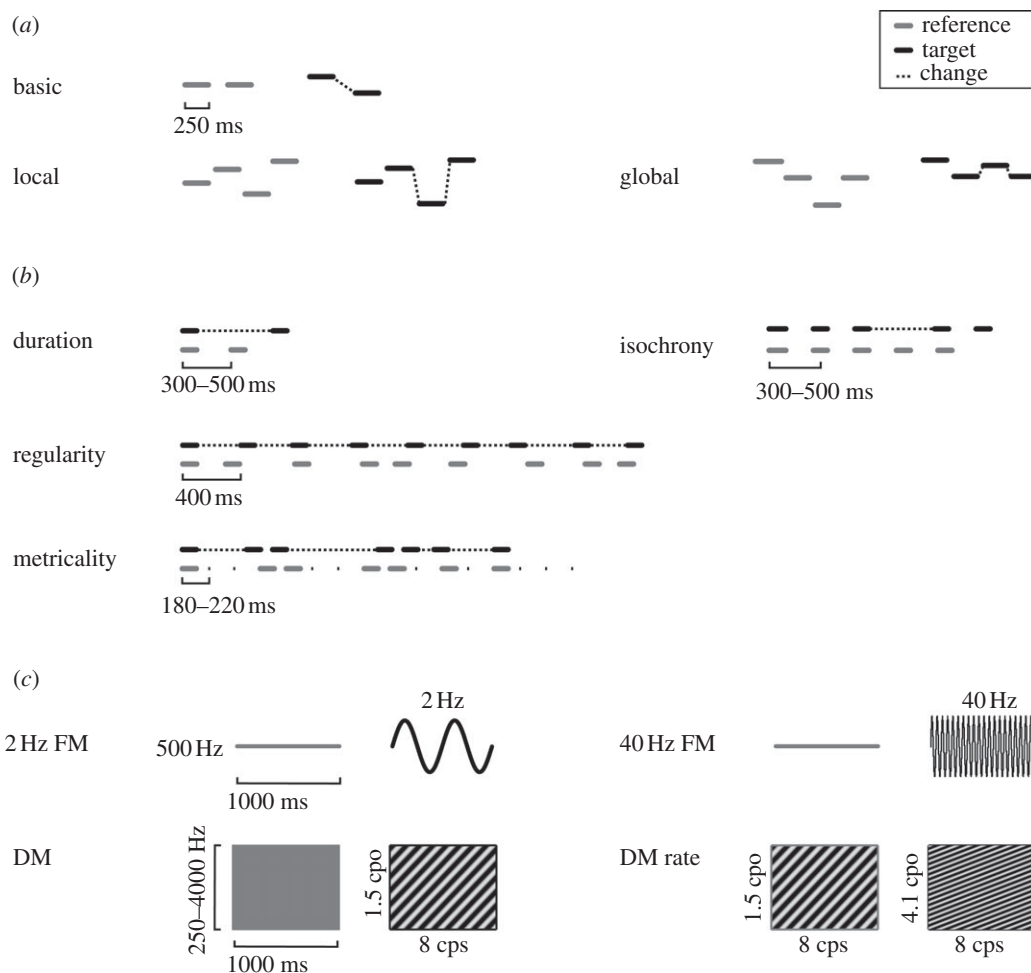 (a)
reference
target
change
basic
250 ms
local
global
(b)
duration
300–500 ms
isochrony
300–500 ms
regularity
400 ms
metricality
180–220 ms
(c)
2 Hz FM
500 Hz
1000 ms
2 Hz
40 Hz FM
40 Hz
DM
250–4000 Hz
1000 ms
1.5 cpo
8 cps
DM rate
1.5 cpo
8 cps
4.1 cpo
8 cps